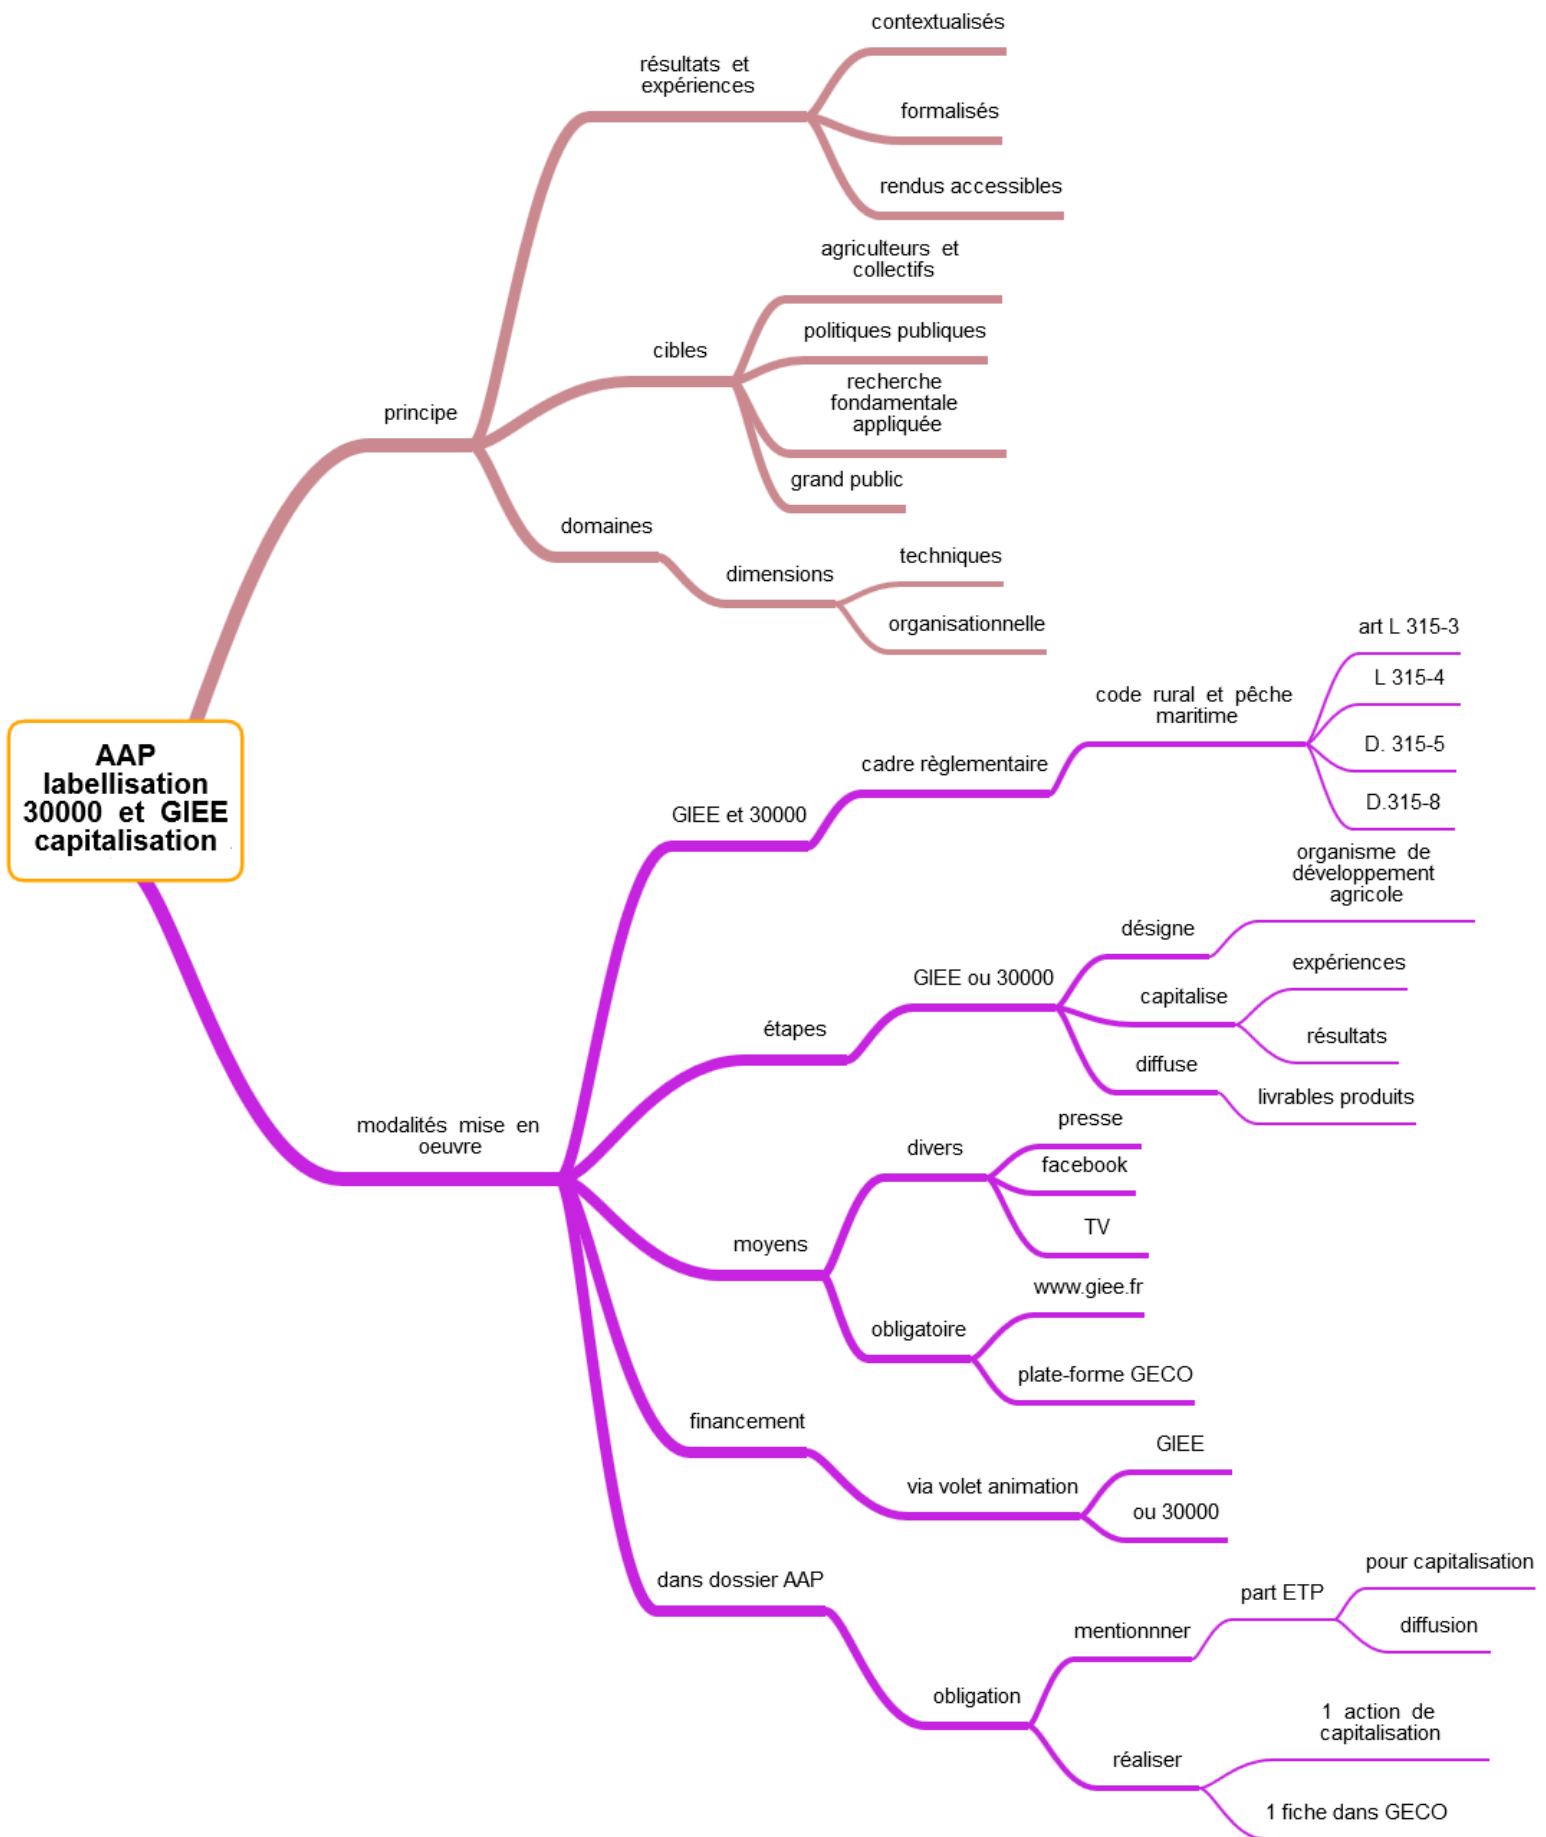 contextualisés
résultats et
expériences
formalisés
rendus accessibles
agriculteurs et
collectifs
politiques publiques
cibles
recherche
fondamentale
appliquée
principe
grand public
domaines
techniques
dimensions
organisationnelle
AAP
labellisation
30000 et GIEE
capitalisation
art L 315-3
L 315-4
code rural et pêche
maritime
D. 315-5
cadre règlementaire
D.315-8
GIEE et 30000
organisme de
développement
agricole
désigne
expériences
GIEE ou 30000
capitalise
résultats
étapes
diffuse
livrables produits
modalités mise en
oeuvre
presse
divers
facebook
TV
moyens
www.giee.fr
obligatoire
plate-forme GECO
financement
GIEE
via volet animation
ou 30000
dans dossier AAP
pour capitalisation
part ETP
diffusion
mentionnner
obligation
1 action de
capitalisation
réaliser
1 fiche dans GECO